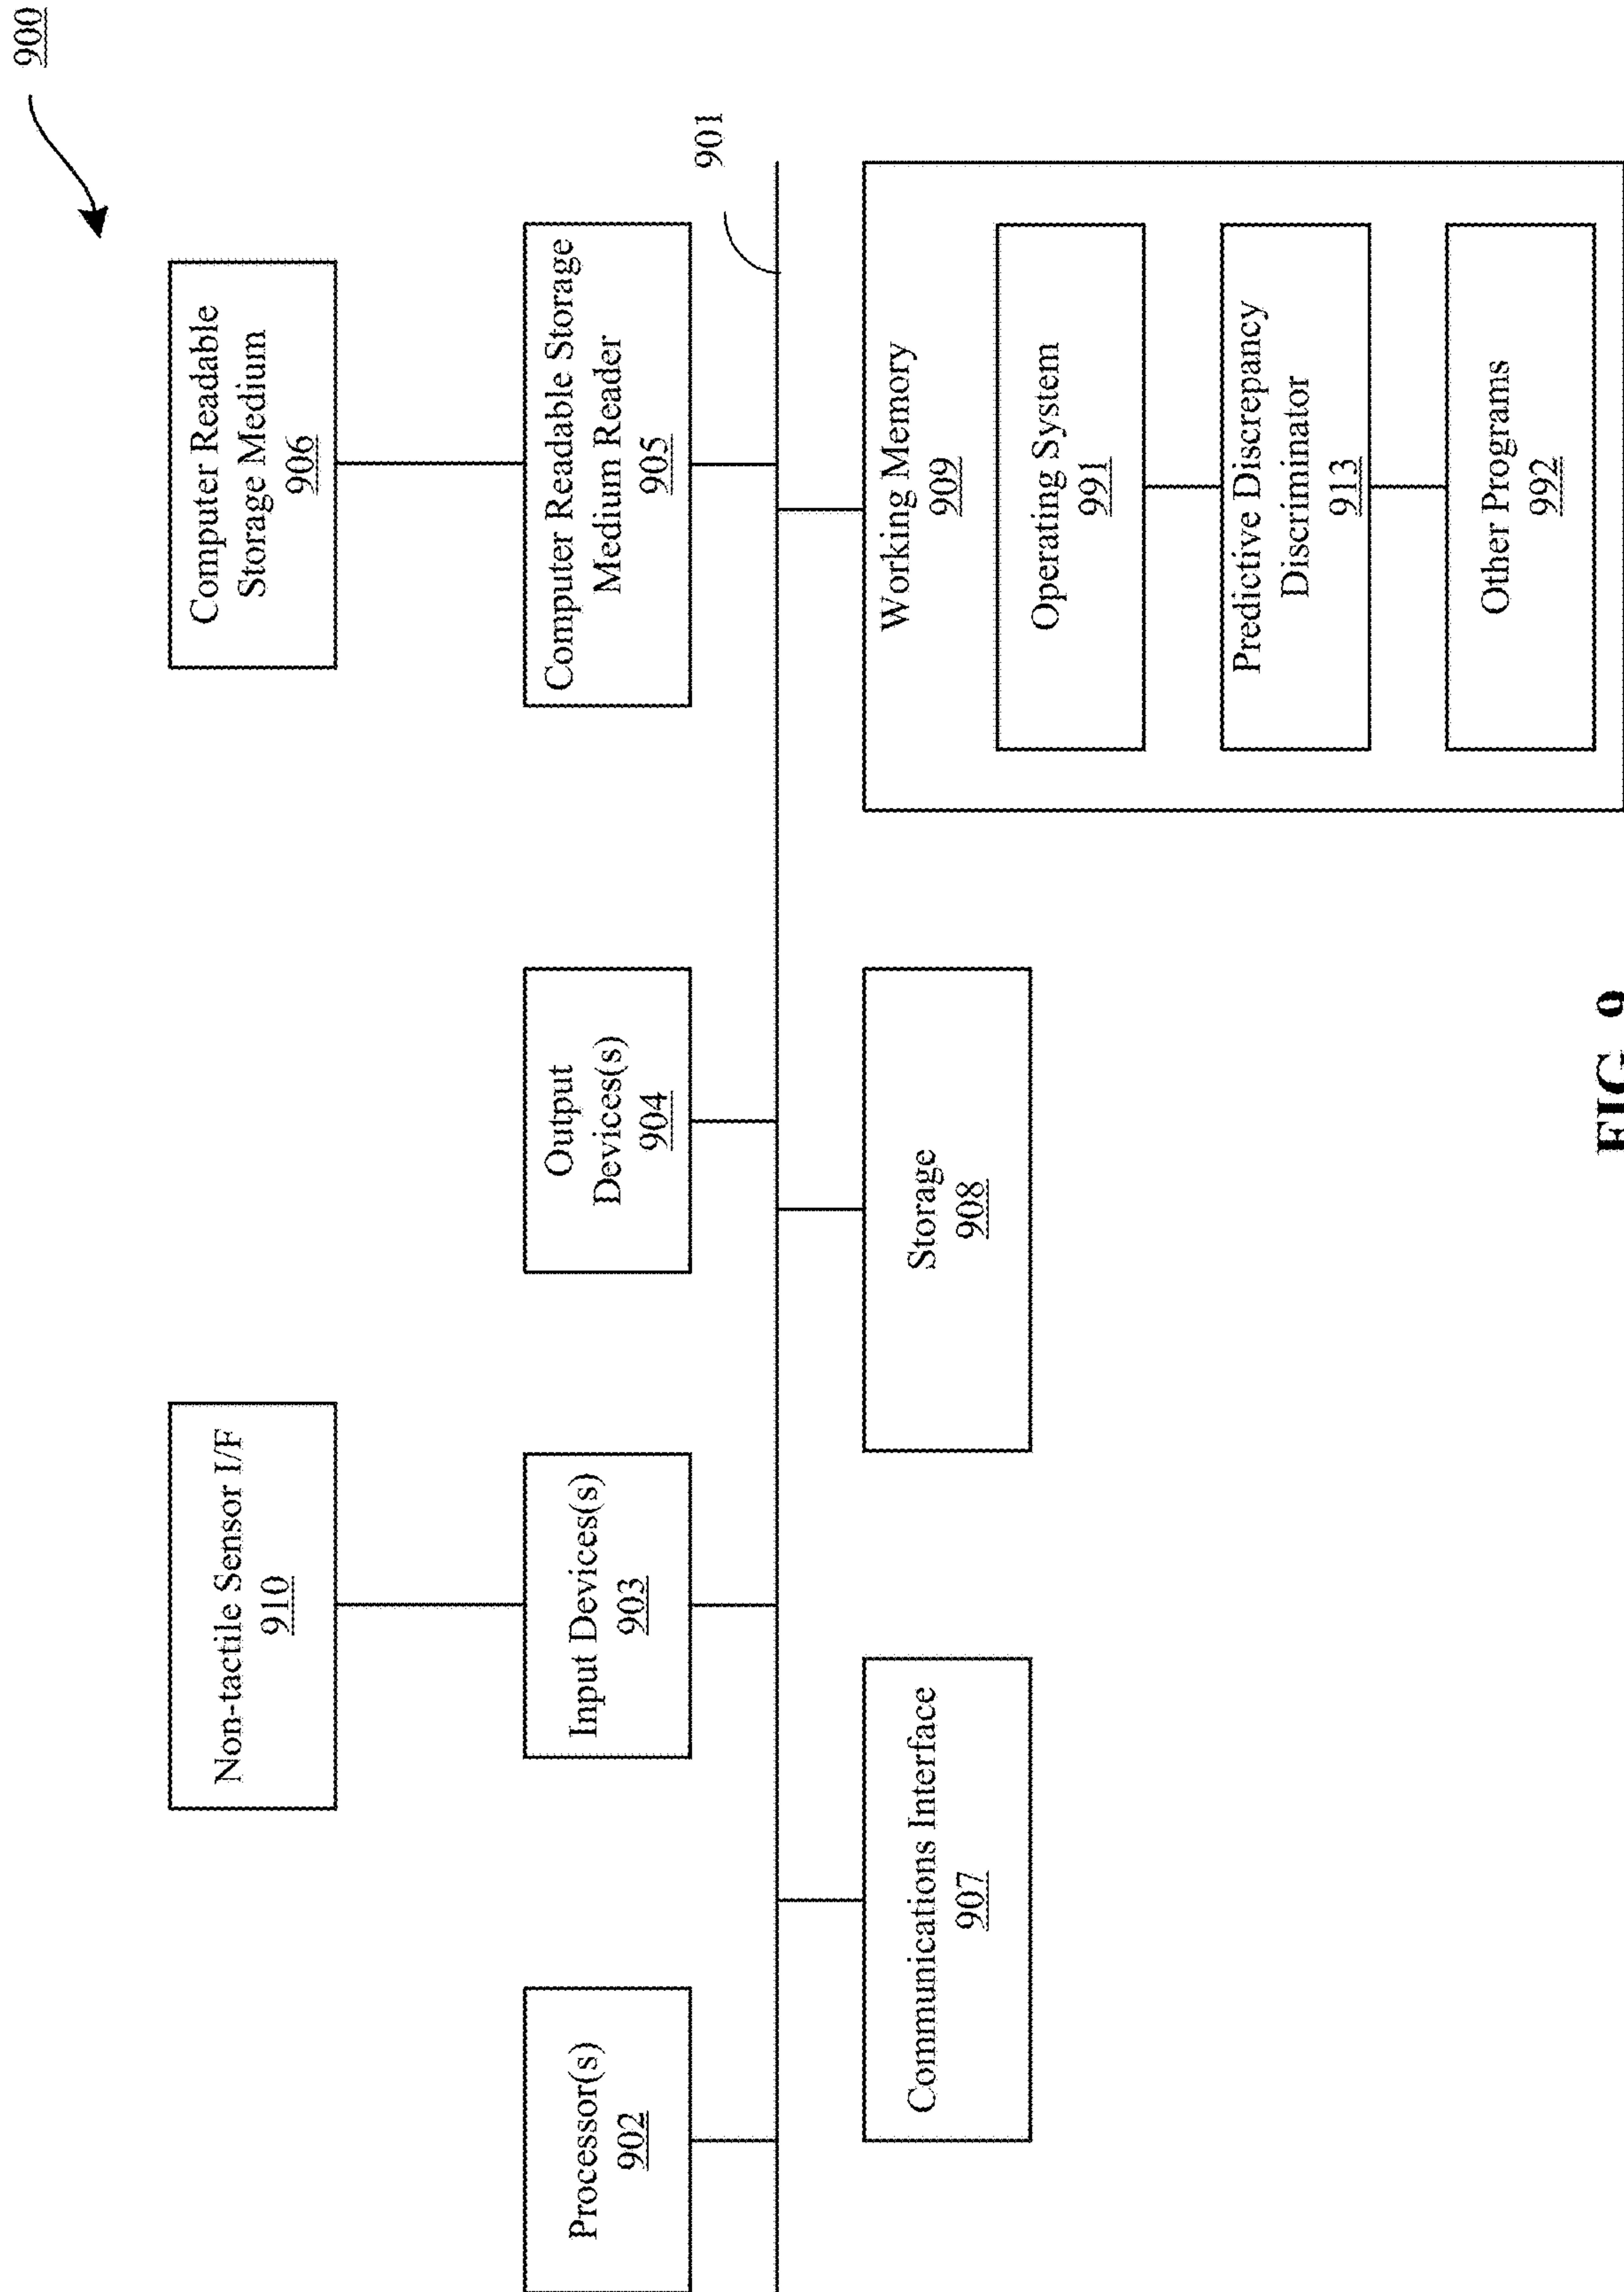 900
Non-tactile Sensor I/F
910
Computer Readable
Storage Medium
906
Processor(s)
902
Input Devices(s)
903
Output
Devices(s)
904
Computer Readable Storage
Medium Reader
905
901
Communications Interface
907
Storage
908
Working Memory
909
Operating System
991
Predictive Discrepancy
Discriminator
913
Other Programs
992
FIG. 9